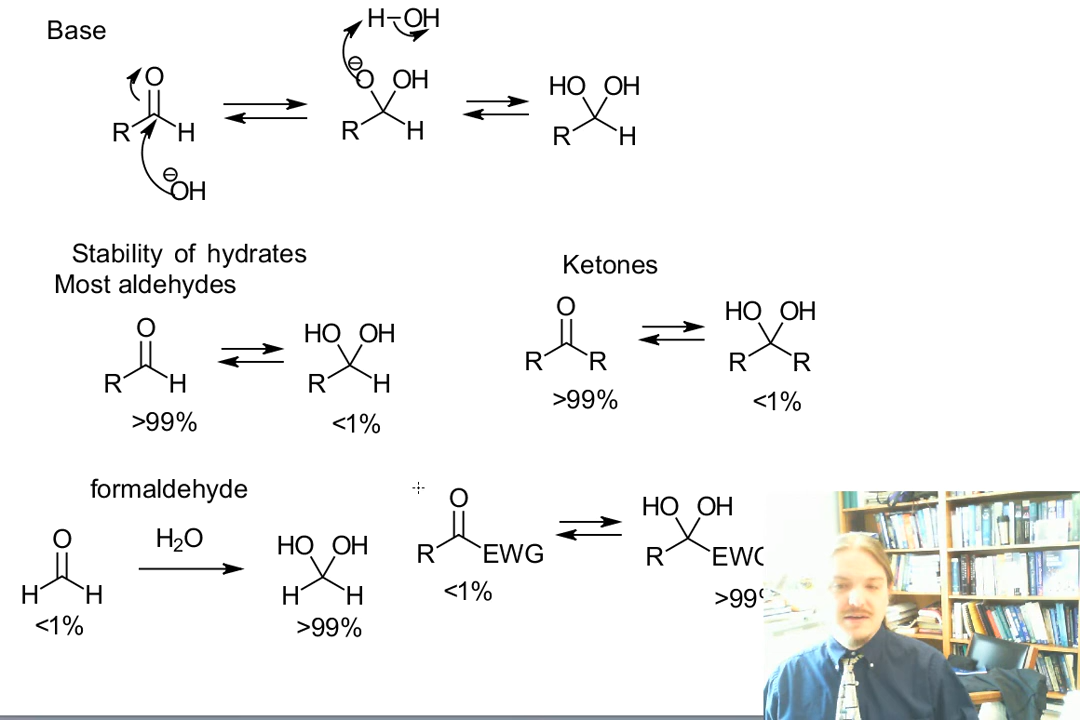 Base
H–OH
O
⊖O OH
HO OH
R H
R H
R H
⊖OH
Stability of hydrates
Most aldehydes
Ketones
O
HO OH
O
HO OH
R H
R H
R R
R R
>99%
<1%
>99%
<1%
formaldehyde
O
H₂O
HO OH
O
HO OH
H H
H H
R EWG
R EWG
<1%
>99%
<1%
>99